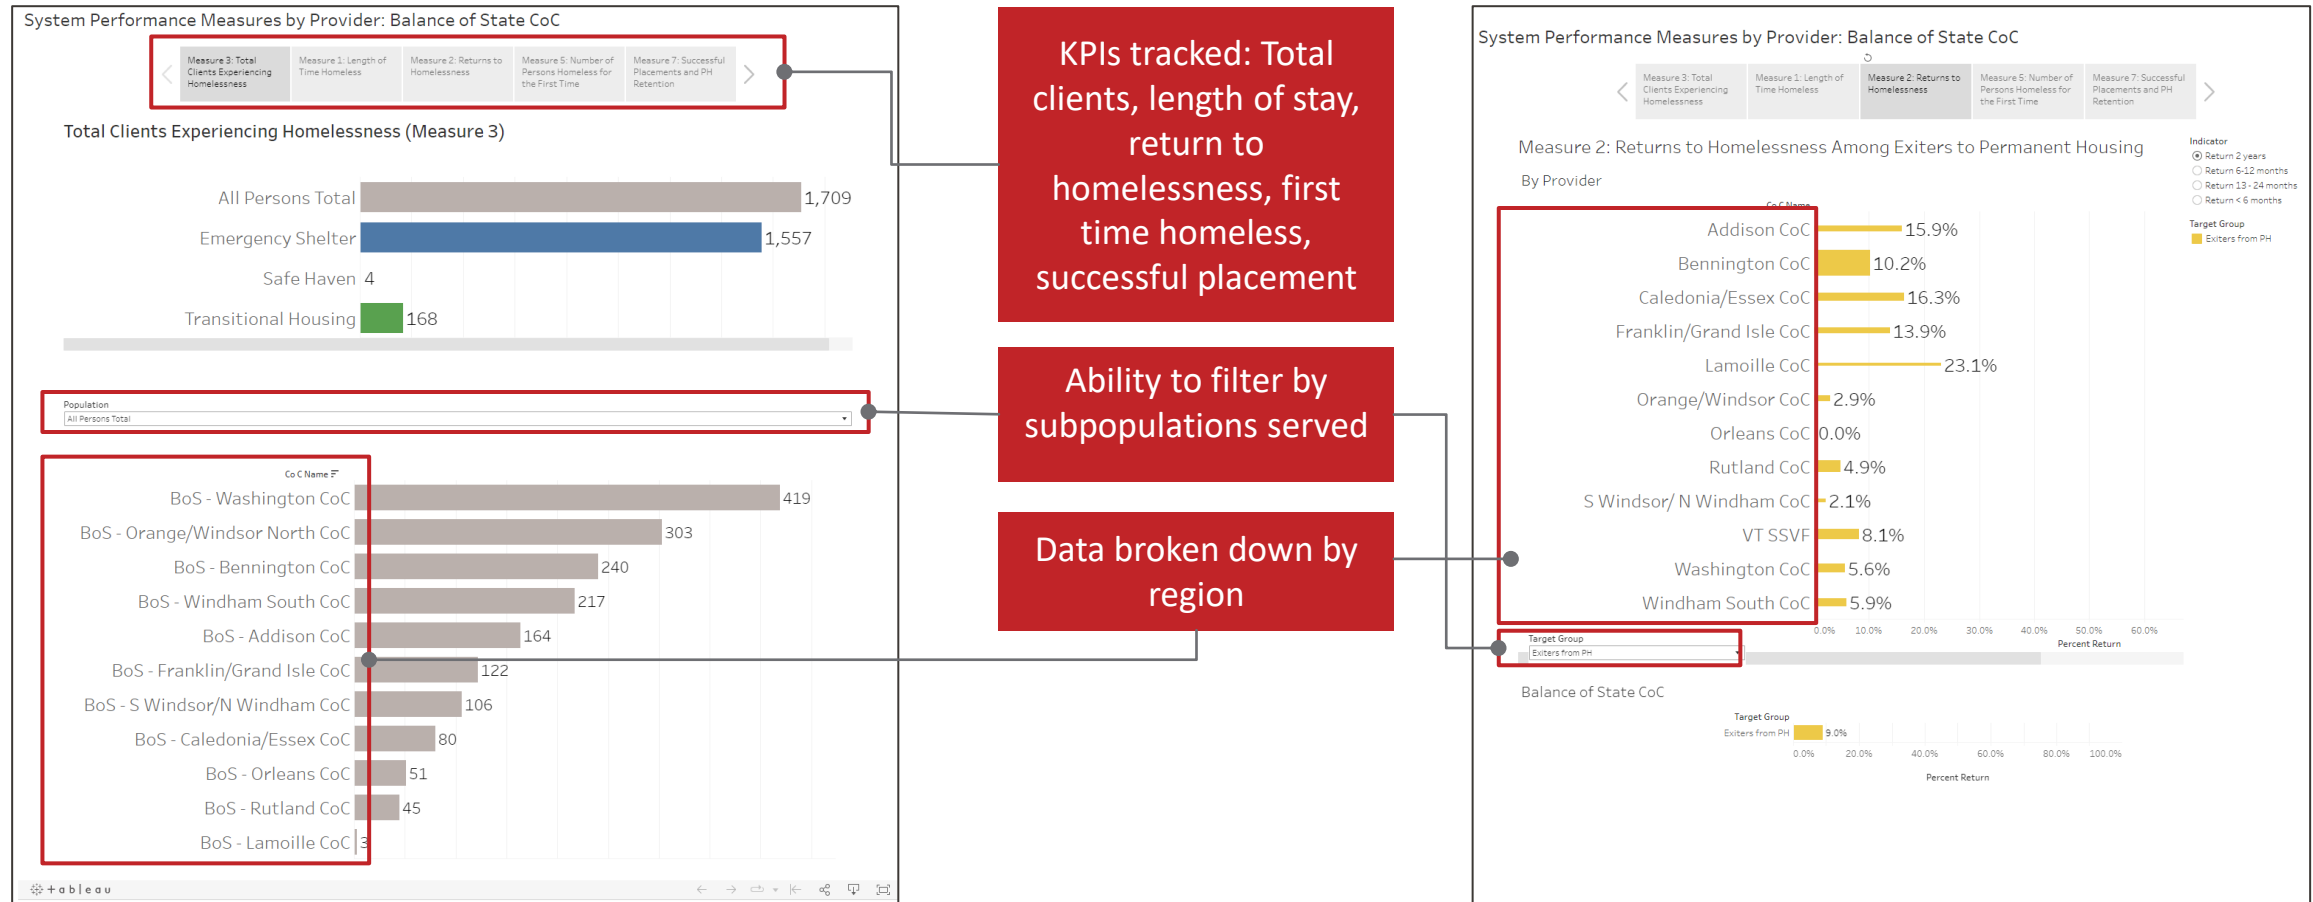 System Performance Measures by Provider: Balance of State CoC
Measure 3: Total
Clients Experiencing
Homelessness
Measure 1: Length of
Time Homeless
Measure 2: Returns to
Homelessness
Measure 5: Number of
Persons Homeless for
the First Time
Measure 7: Successful
Placements and PH
Retention
Total Clients Experiencing Homelessness (Measure 3)
All Persons Total 1,709
Emergency Shelter 1,557
Safe Haven 4
Transitional Housing 168
Population
All Persons Total
Co C Name
BoS - Washington CoC 419
BoS - Orange/Windsor North CoC 303
BoS - Bennington CoC 240
BoS - Windham South CoC 217
BoS - Addison CoC 164
BoS - Franklin/Grand Isle CoC 122
BoS - S Windsor/N Windham CoC 106
BoS - Caledonia/Essex CoC 80
BoS - Orleans CoC 51
BoS - Rutland CoC 45
BoS - Lamoille CoC 3
+ a b l e a u
KPIs tracked: Total
clients, length of stay,
return to
homelessness, first
time homeless,
successful placement
Ability to filter by
subpopulations served
Data broken down by
region
System Performance Measures by Provider: Balance of State CoC
Measure 3: Total
Clients Experiencing
Homelessness
Measure 1: Length of
Time Homeless
Measure 2: Returns to
Homelessness
Measure 5: Number of
Persons Homeless for
the First Time
Measure 7: Successful
Placements and PH
Retention
Measure 2: Returns to Homelessness Among Exiters to Permanent Housing
By Provider
Indicator
Return 2 years
Return 6-12 months
Return 13 - 24 months
Return < 6 months
Target Group
Exiters from PH
Co C Name
Addison CoC 15.9%
Bennington CoC 10.2%
Caledonia/Essex CoC 16.3%
Franklin/Grand Isle CoC 13.9%
Lamoille CoC 23.1%
Orange/Windsor CoC 2.9%
Orleans CoC 0.0%
Rutland CoC 4.9%
S Windsor/ N Windham CoC 2.1%
VT SSVF 8.1%
Washington CoC 5.6%
Windham South CoC 5.9%
0.0% 10.0% 20.0% 30.0% 40.0% 50.0% 60.0%
Percent Return
Target Group
Exiters from PH
Balance of State CoC
Target Group
Exiters from PH 9.0%
0.0% 20.0% 40.0% 60.0% 80.0% 100.0%
Percent Return